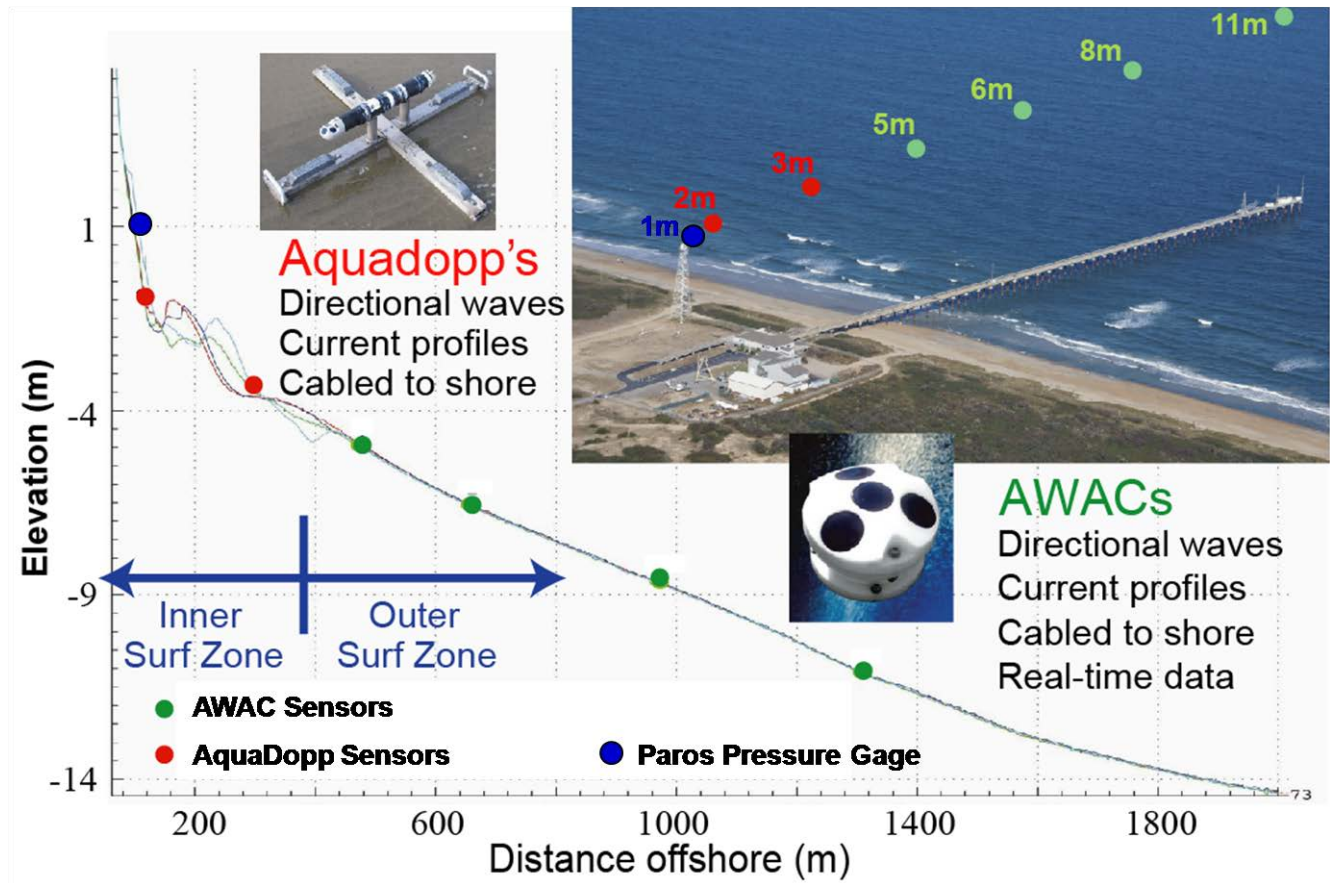 11m
8m
6m
5m
3m
2m
1m
1
-4
-9
-14
Elevation (m)
Aquadopp's
Directional waves
Current profiles
Cabled to shore
AWACs
Directional waves
Current profiles
Cabled to shore
Real-time data
Inner
Surf Zone
Outer
Surf Zone
AWAC Sensors
AquaDopp Sensors
Paros Pressure Gage
73
200
600
1000
1400
1800
Distance offshore (m)